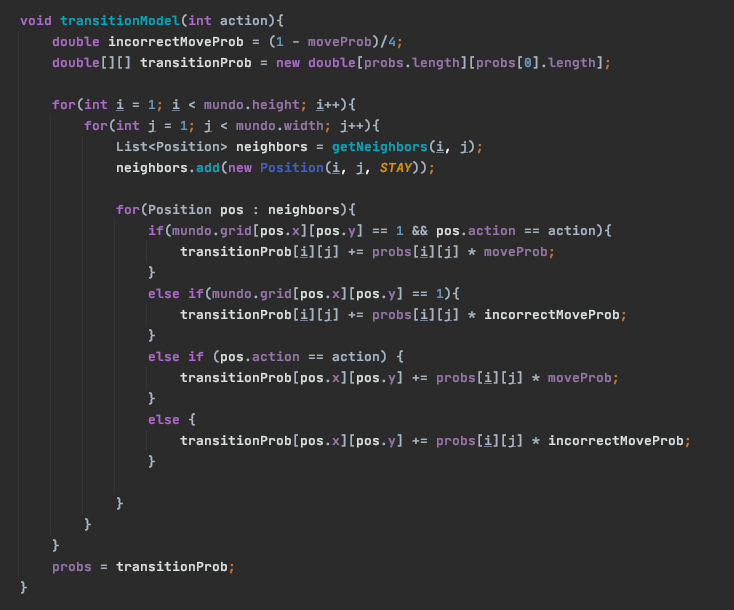 void transitionModel(int action){
double incorrectMoveProb = (1 - moveProb)/4;
double[][] transitionProb = new double[probs.length][probs[0].length];
for(int i = 1; i < mundo.height; i++){
for(int j = 1; j < mundo.width; j++){
List<Position> neighbors = getNeighbors(i, j);
neighbors.add(new Position(i, j, STAY));
for(Position pos : neighbors){
if(mundo.grid[pos.x][pos.y] == 1 && pos.action == action){
transitionProb[i][j] += probs[i][j] * moveProb;
}
else if(mundo.grid[pos.x][pos.y] == 1){
transitionProb[i][j] += probs[i][j] * incorrectMoveProb;
}
else if (pos.action == action) {
transitionProb[pos.x][pos.y] += probs[i][j] * moveProb;
}
else {
transitionProb[pos.x][pos.y] += probs[i][j] * incorrectMoveProb;
}
}
}
}
probs = transitionProb;
}